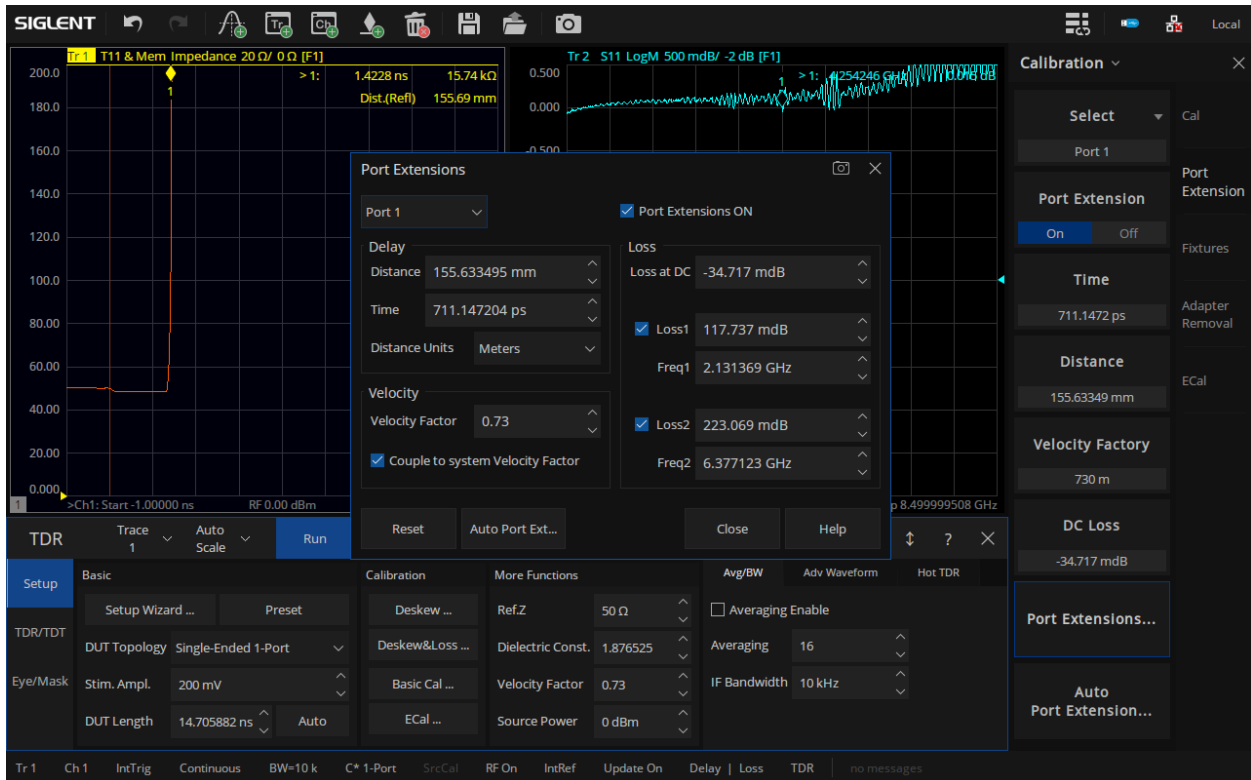 SIGLENT
Tr
Ch
Local
Tr 1 T11 & Mem Impedance 20 Ω/ 0 Ω [F1]
> 1: 1.4228 ns 15.74 kΩ
Dist.(Refl) 155.69 mm
1
200.0
180.0
160.0
140.0
120.0
100.0
80.00
60.00
40.00
20.00
0.000
1 >Ch1: Start -1.00000 ns RF 0.00 dBm
Tr 2 S11 LogM 500 mdB/ -2 dB [F1]
> 1: 4.254246 GHz
1
0.500
0.000
-0.500
p 8.499999508 GHz
Port Extensions
Port 1
Port Extensions ON
Delay
Distance 155.633495 mm
Time 711.147204 ps
Distance Units Meters
Velocity
Velocity Factor 0.73
Couple to system Velocity Factor
Loss
Loss at DC -34.717 mdB
Loss1 117.737 mdB
Freq1 2.131369 GHz
Loss2 223.069 mdB
Freq2 6.377123 GHz
Reset Auto Port Ext... Close Help
Calibration
Select
Port 1
Port Extension
On Off
Time
711.1472 ps
Distance
155.63349 mm
Velocity Factory
730 m
DC Loss
-34.717 mdB
Port Extensions...
Auto
Port Extension...
Cal
Port
Extension
Fixtures
Adapter
Removal
ECal
TDR
Trace
1
Auto
Scale
Run
?
Setup
TDR/TDT
Eye/Mask
Basic
Setup Wizard ... Preset
DUT Topology Single-Ended 1-Port
Stim. Ampl. 200 mV
DUT Length 14.705882 ns Auto
Calibration
Deskew ...
Deskew&Loss ...
Basic Cal ...
ECal ...
More Functions
Ref.Z 50 Ω
Dielectric Const. 1.876525
Velocity Factor 0.73
Source Power 0 dBm
Avg/BW Adv Waveform Hot TDR
Averaging Enable
Averaging 16
IF Bandwidth 10 kHz
Tr 1 Ch 1 IntTrig Continuous BW=10 k C* 1-Port SrcCal RF On IntRef Update On Delay | Loss TDR no messages